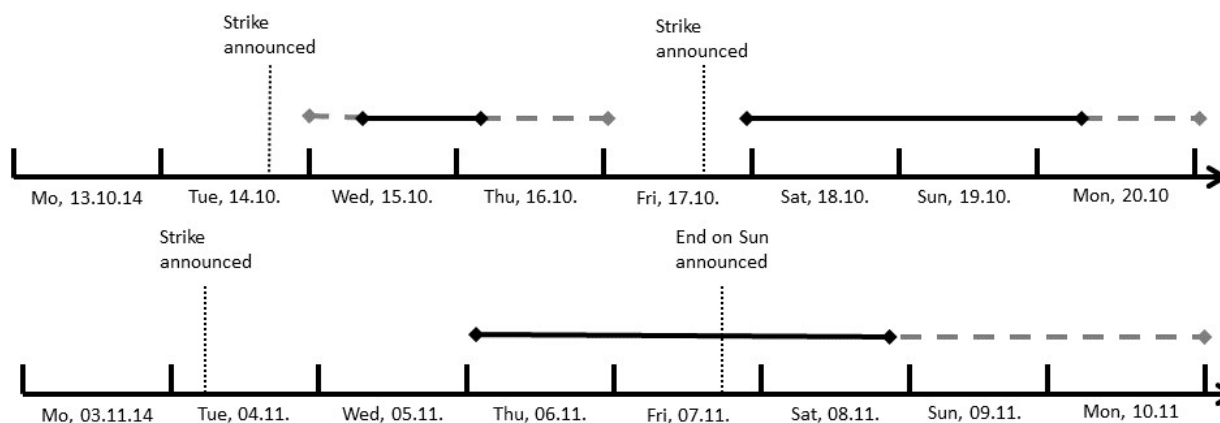 Strike
announced
Strike
announced
Mo, 13.10.14 Tue, 14.10. Wed, 15.10. Thu, 16.10. Fri, 17.10. Sat, 18.10. Sun, 19.10. Mon, 20.10
Strike
announced
End on Sun
announced
Mo, 03.11.14 Tue, 04.11. Wed, 05.11. Thu, 06.11. Fri, 07.11. Sat, 08.11. Sun, 09.11. Mon, 10.11